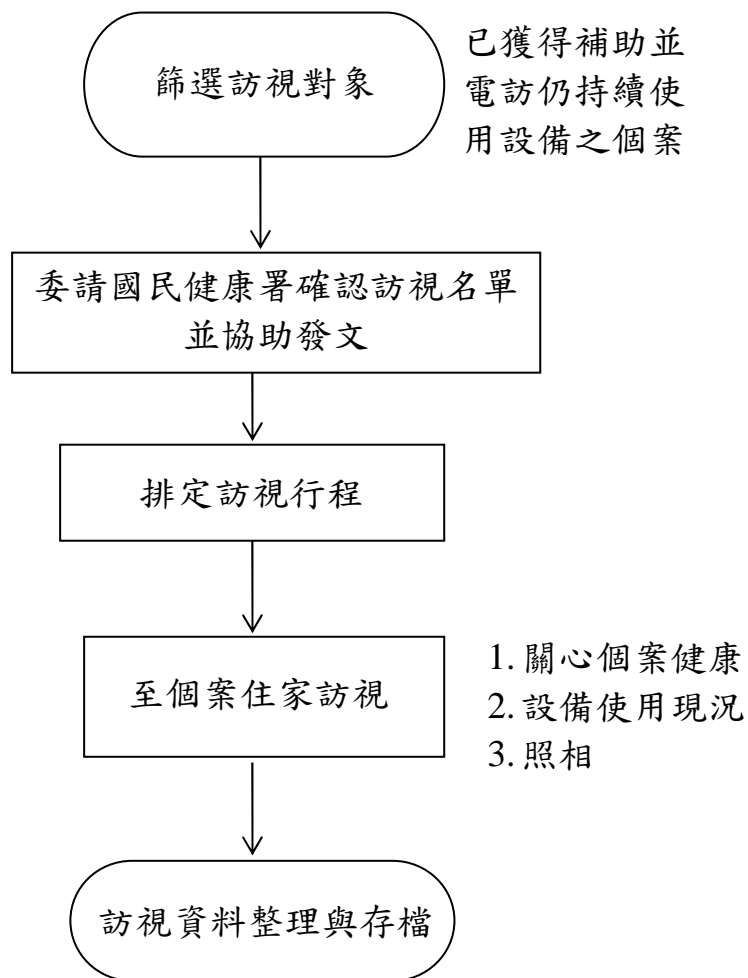 篩選訪視對象
已獲得補助並
電訪仍持續使
用設備之個案
委請國民健康署確認訪視名單
並協助發文
排定訪視行程
至個案住家訪視
1. 關心個案健康
2. 設備使用現況
3. 照相
訪視資料整理與存檔